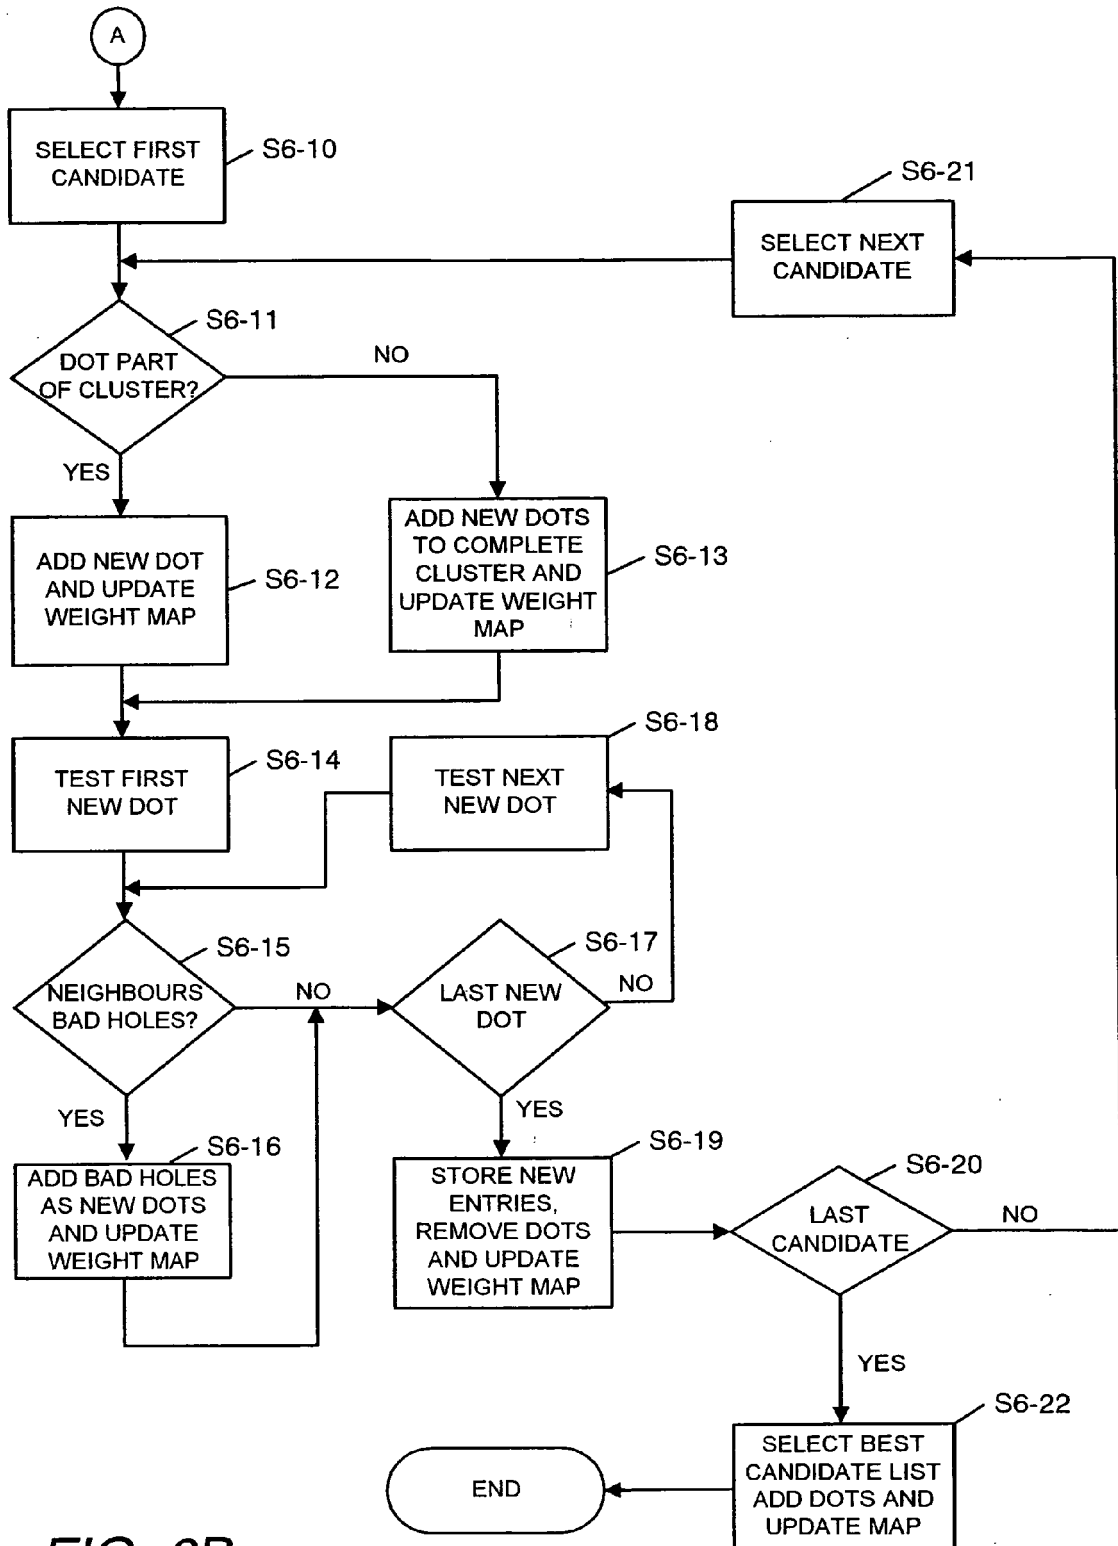 A
SELECT FIRST
CANDIDATE
S6-10
S6-21
SELECT NEXT
CANDIDATE
S6-11
DOT PART
OF CLUSTER?
NO
YES
ADD NEW DOT
AND UPDATE
WEIGHT MAP
S6-12
ADD NEW DOTS
TO COMPLETE
CLUSTER AND
UPDATE WEIGHT
MAP
S6-13
TEST FIRST
NEW DOT
S6-14
TEST NEXT
NEW DOT
S6-18
S6-15
NEIGHBOURS
BAD HOLES?
NO
YES
S6-17
LAST NEW
DOT
NO
YES
S6-16
ADD BAD HOLES
AS NEW DOTS
AND UPDATE
WEIGHT MAP
S6-19
STORE NEW
ENTRIES,
REMOVE DOTS
AND UPDATE
WEIGHT MAP
S6-20
LAST
CANDIDATE
NO
YES
S6-22
SELECT BEST
CANDIDATE LIST
ADD DOTS AND
UPDATE MAP
END